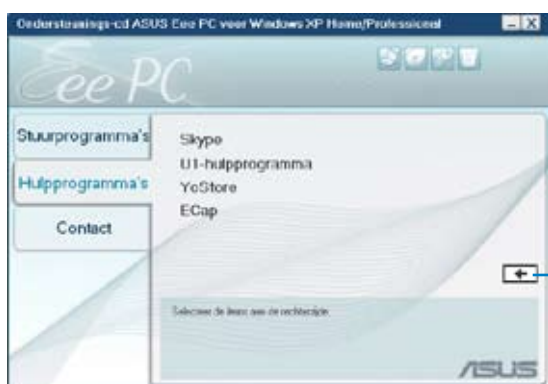 Ondersteunings-cd ASUS Eee PC voor Windows XP Home/Professional
Eee PC
Stuurprogramma's
Hulpprogramma's
Contact
Skype
U1-hulpprogramma
YoStore
ECap
Selecteer de items aan de rechterzijde
ASUS